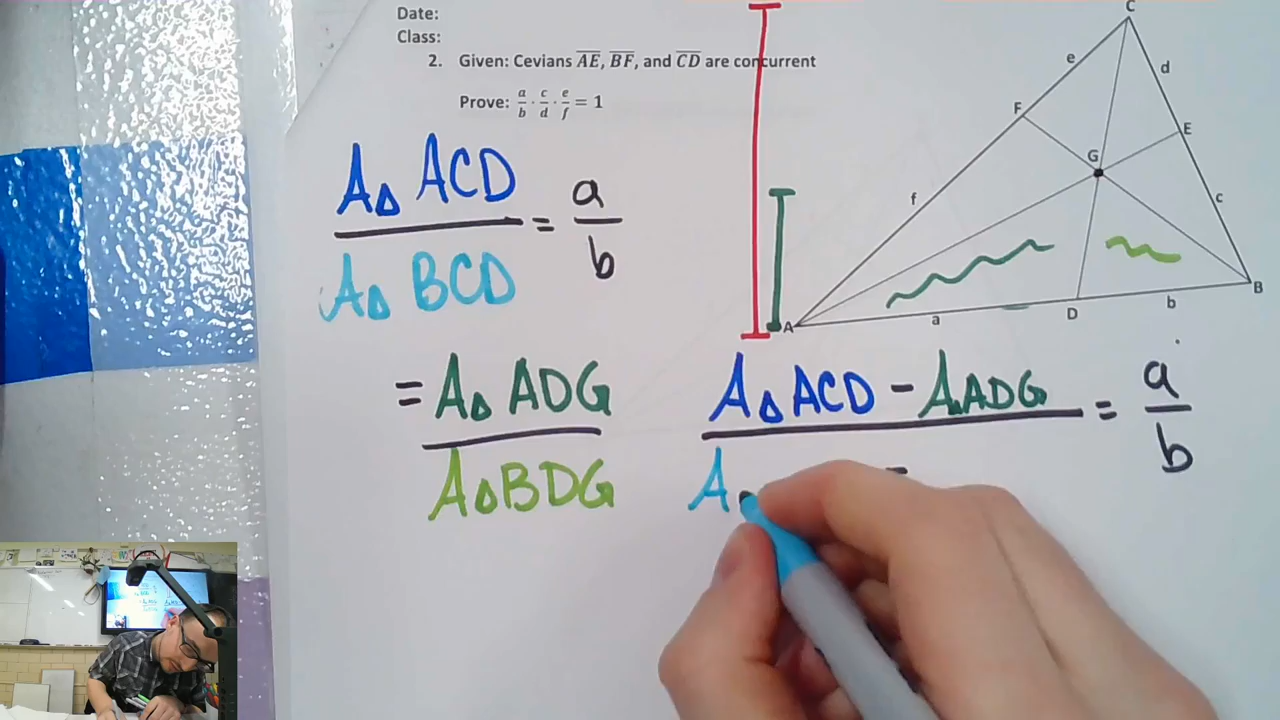 Date:
Class:
2. Given: Cevians AE, BF, and CD are concurrent
Prove: a/b · c/d · e/f = 1
A△ ACD
A△ BCD
= a/b
= A△ ADG
A△ BDG
A△ ACD - A△ ADG
A
= a/b
C
e
d
F
E
G
f
c
A
a
D
b
B